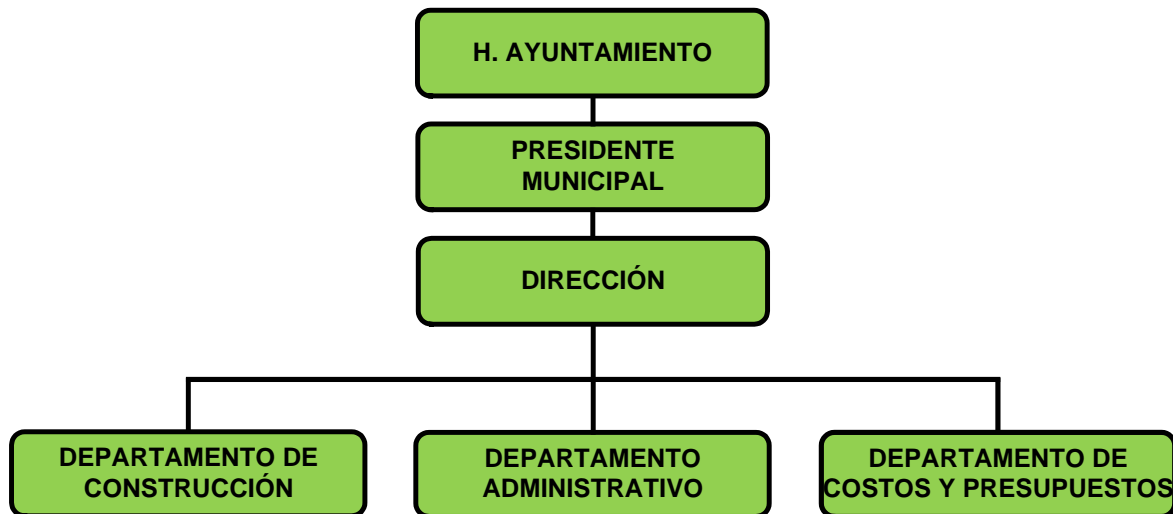 H. AYUNTAMIENTO
PRESIDENTE
MUNICIPAL
DIRECCIÓN
DEPARTAMENTO DE
CONSTRUCCIÓN
DEPARTAMENTO
ADMINISTRATIVO
DEPARTAMENTO DE
COSTOS Y PRESUPUESTOS